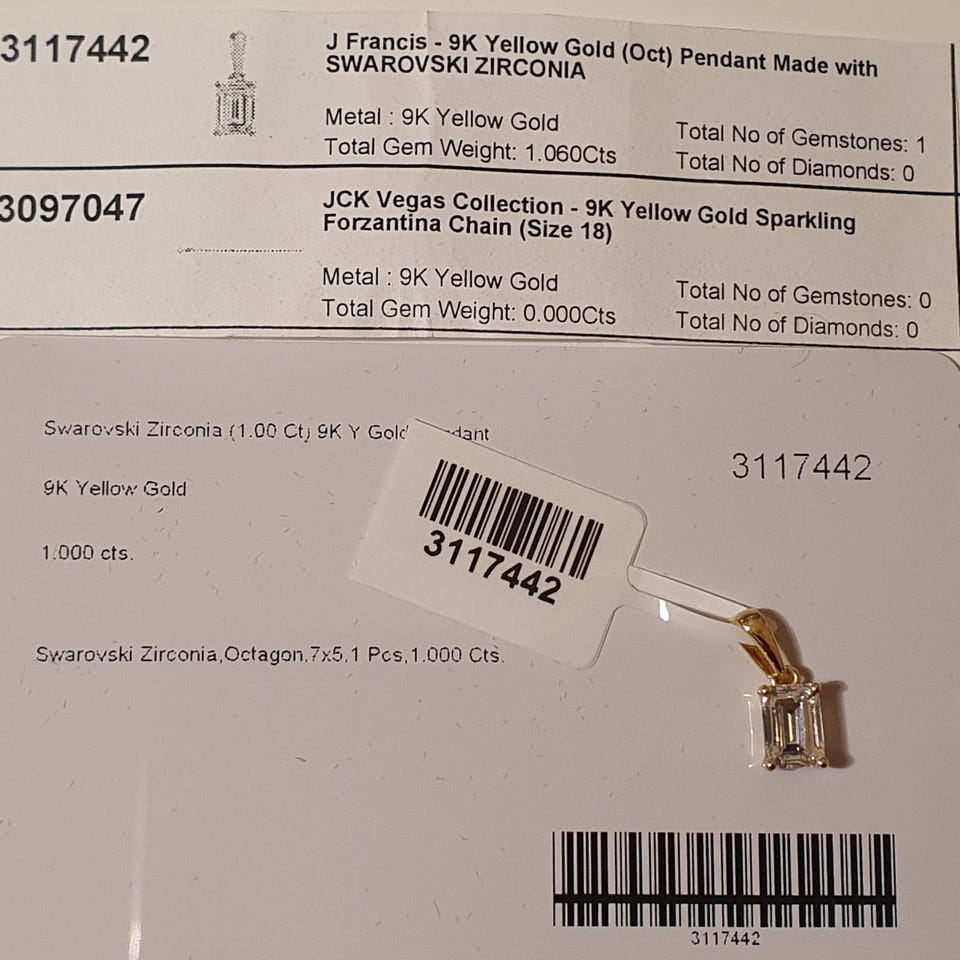 3117442
J Francis - 9K Yellow Gold (Oct) Pendant Made with
SWAROVSKI ZIRCONIA
Metal : 9K Yellow Gold
Total No of Gemstones: 1
Total Gem Weight: 1.060Cts
Total No of Diamonds: 0
3097047
JCK Vegas Collection - 9K Yellow Gold Sparkling
Forzantina Chain (Size 18)
Metal : 9K Yellow Gold
Total No of Gemstones: 0
Total Gem Weight: 0.000Cts
Total No of Diamonds: 0
Swarovski Zirconia (1.00 Ct) 9K Y Gold
3117442
9K Yellow Gold
1.000 cts.
3117442
Swarovski Zirconia,Octagon,7x5,1 Pcs,1.000 Cts.
3117442